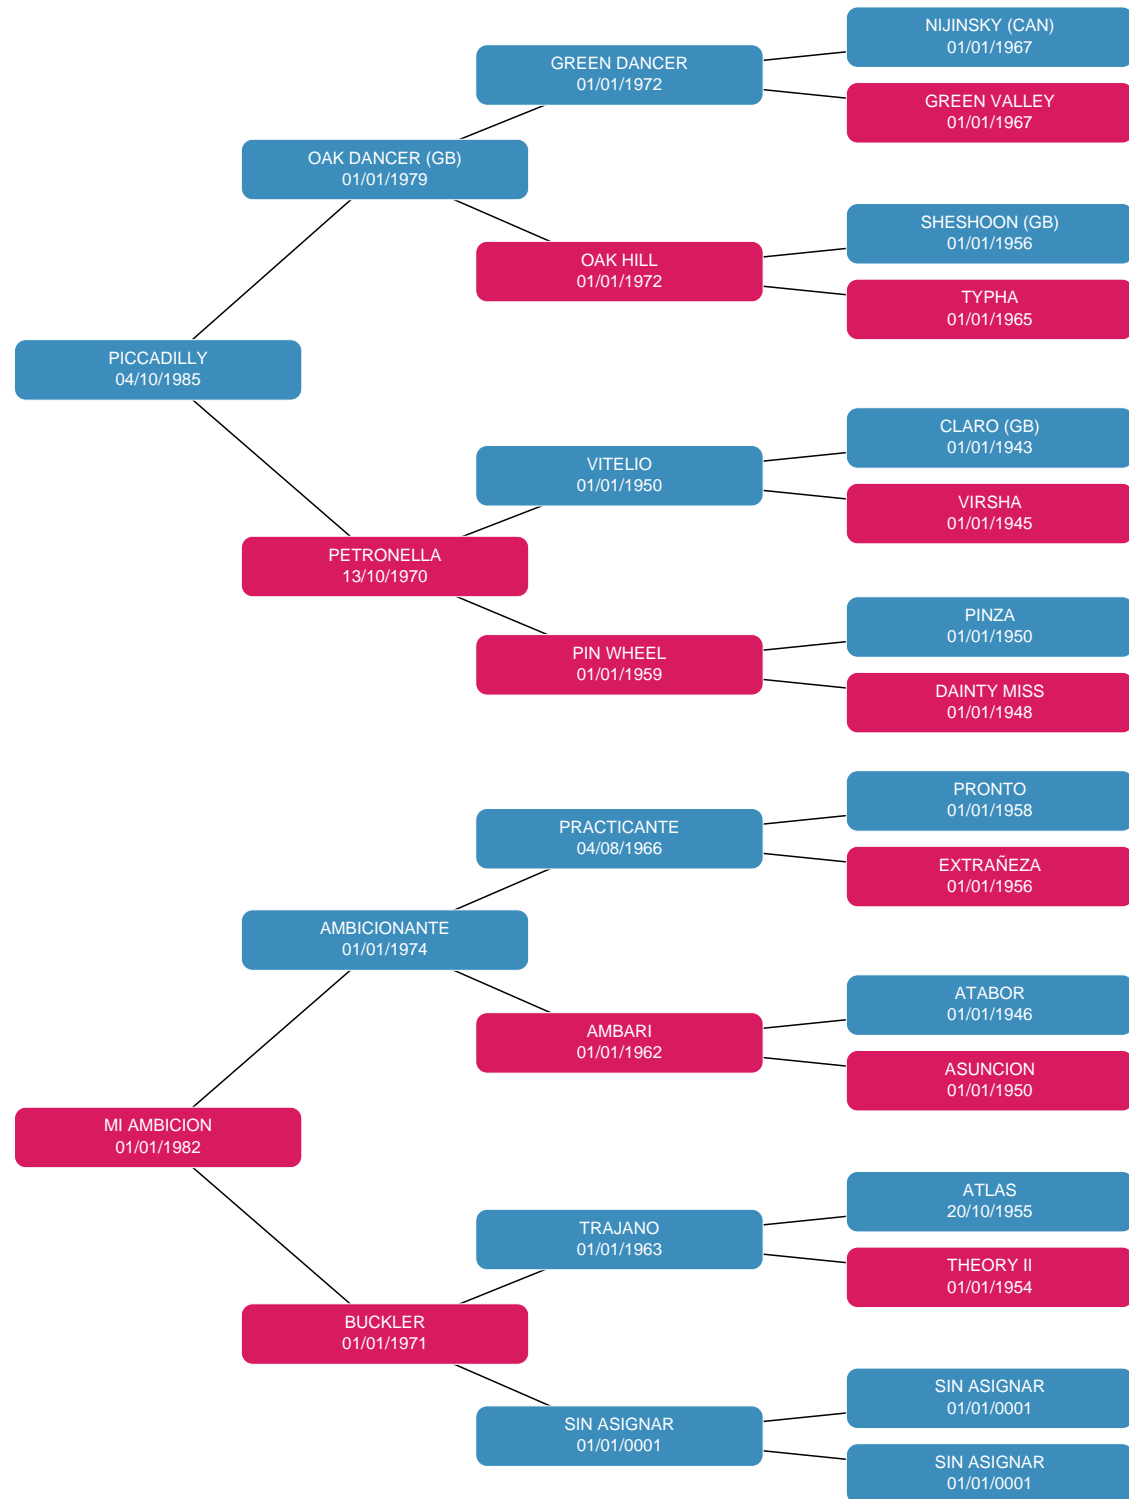 NIJINSKY (CAN)
01/01/1967
GREEN DANCER
01/01/1972
GREEN VALLEY
01/01/1967
OAK DANCER (GB)
01/01/1979
SHESHOON (GB)
01/01/1956
OAK HILL
01/01/1972
TYPHA
01/01/1965
PICCADILLY
04/10/1985
CLARO (GB)
01/01/1943
VITELIO
01/01/1950
VIRSHA
01/01/1945
PETRONELLA
13/10/1970
PINZA
01/01/1950
PIN WHEEL
01/01/1959
DAINTY MISS
01/01/1948
PRONTO
01/01/1958
PRACTICANTE
04/08/1966
EXTRAÑEZA
01/01/1956
AMBICIONANTE
01/01/1974
ATABOR
01/01/1946
AMBARI
01/01/1962
ASUNCION
01/01/1950
MI AMBICION
01/01/1982
ATLAS
20/10/1955
TRAJANO
01/01/1963
THEORY II
01/01/1954
BUCKLER
01/01/1971
SIN ASIGNAR
01/01/0001
SIN ASIGNAR
01/01/0001
SIN ASIGNAR
01/01/0001